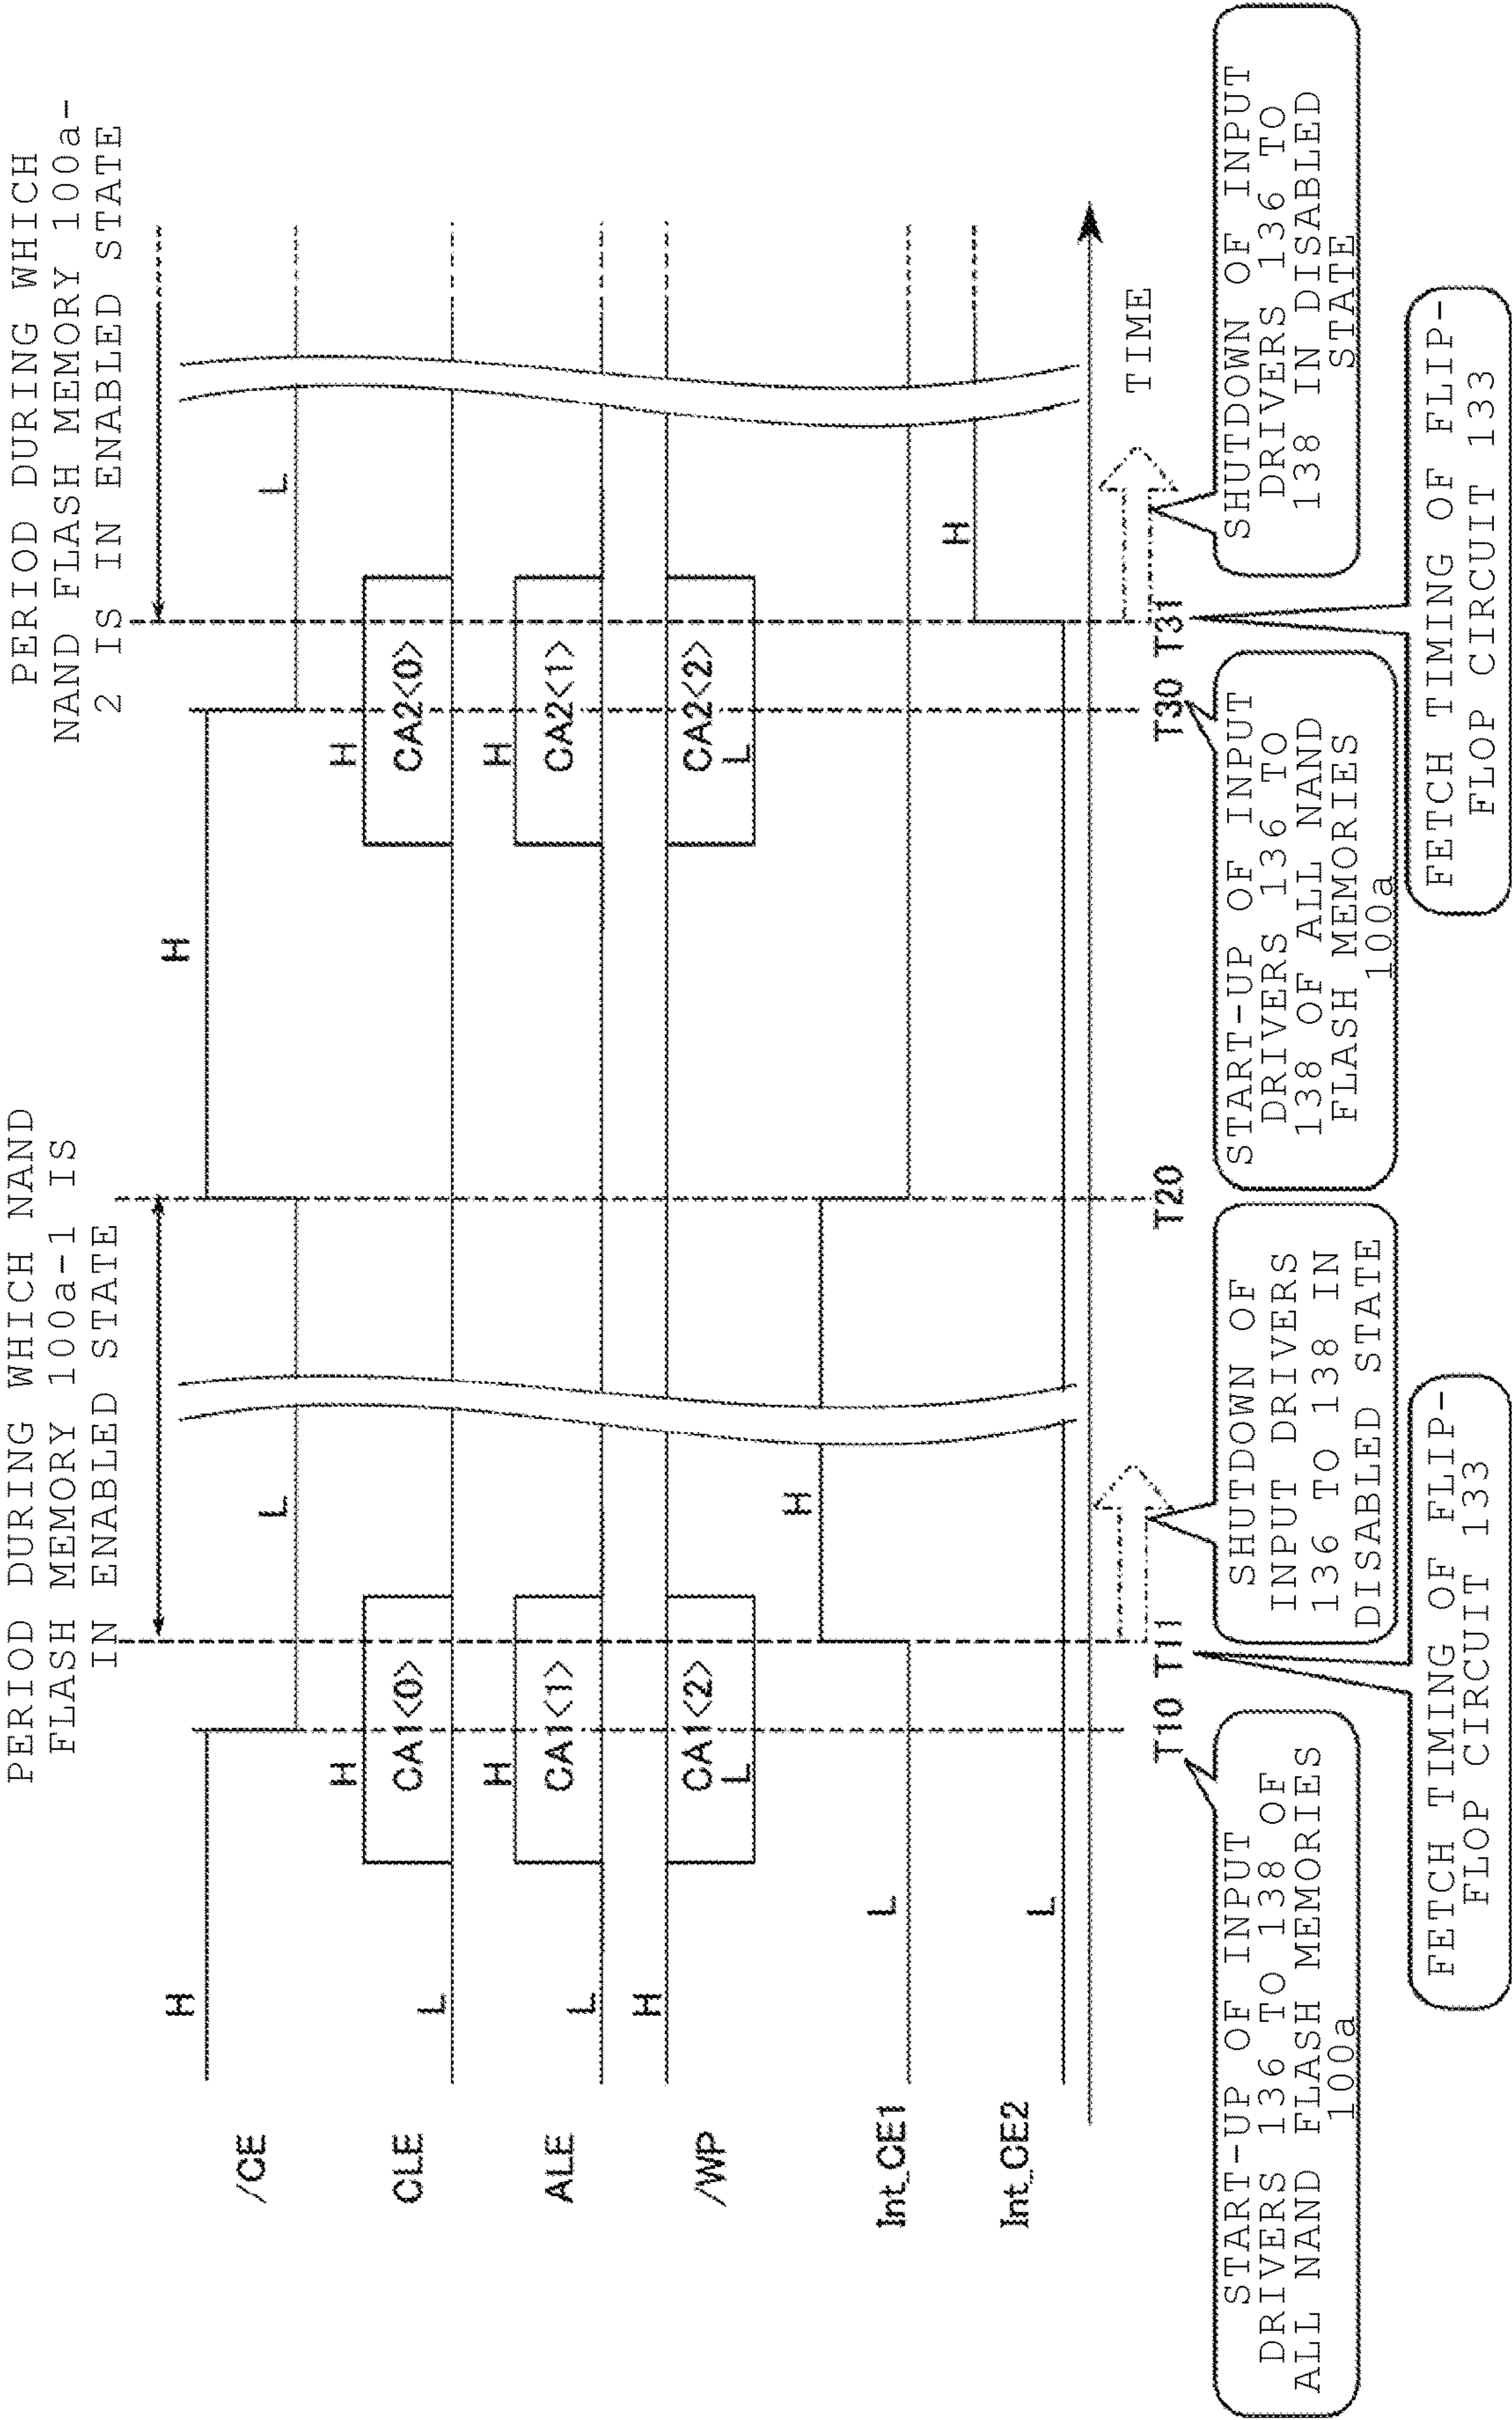 PERIOD DURING WHICH NAND
FLASH MEMORY 100a-1 IS
IN ENABLED STATE
PERIOD DURING WHICH
NAND FLASH MEMORY 100a-
2 IS IN ENABLED STATE
/CE
H
L
H
L
CLE
L
H
CA1<0>
H
CA2<0>
ALE
L
H
CA1<1>
H
CA2<1>
/WP
H
CA1<2>
L
CA2<2>
L
Int_CE1
L
H
Int_CE2
L
H
TIME
T10
T11
T20
T30
T31
START-UP OF INPUT
DRIVERS 136 TO 138 OF
ALL NAND FLASH MEMORIES
100a
SHUTDOWN OF
INPUT DRIVERS
136 TO 138 IN
DISABLED STATE
START-UP OF INPUT
DRIVERS 136 TO
138 OF ALL NAND
FLASH MEMORIES
100a
SHUTDOWN OF INPUT
DRIVERS 136 TO
138 IN DISABLED
STATE
FETCH TIMING OF FLIP-
FLOP CIRCUIT 133
FETCH TIMING OF FLIP-
FLOP CIRCUIT 133